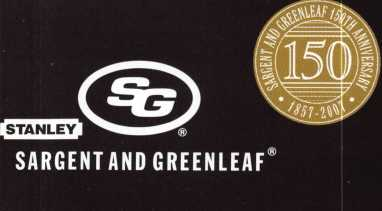 SARGENT AND GREENLEAF 150TH ANNIVERSARY
150
• 1857-2007 •
SG®
STANLEY
SARGENT AND GREENLEAF®